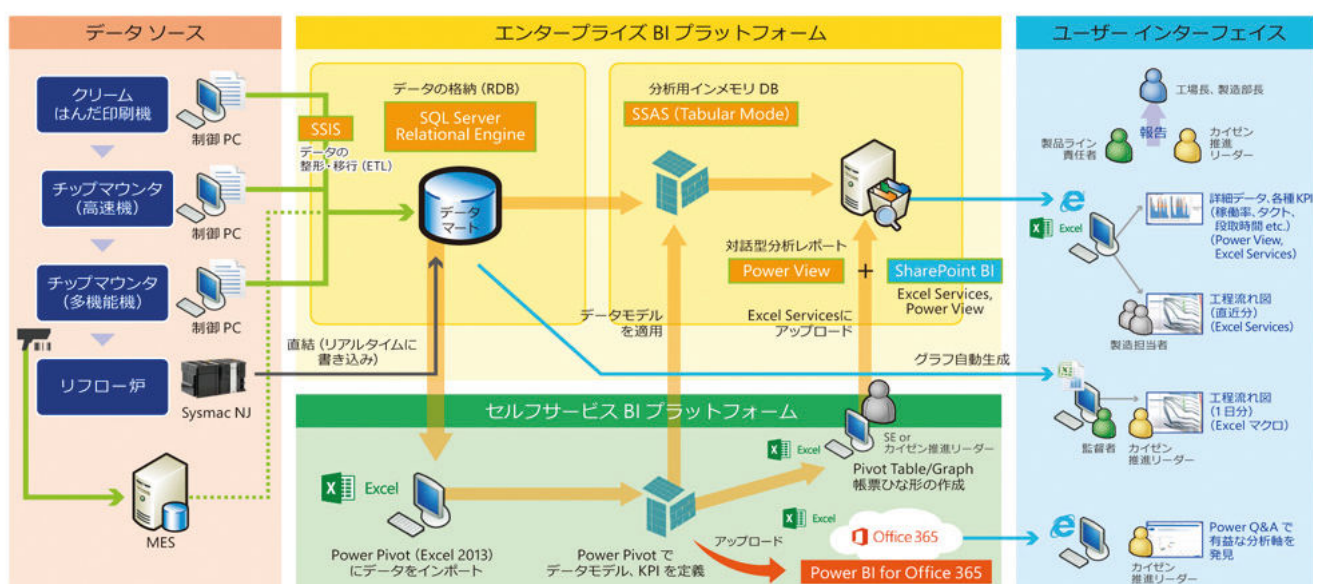 データ ソース
クリーム
はんだ印刷機
制御 PC
チップマウンタ
(高速機)
制御 PC
チップマウンタ
(多機能機)
制御 PC
リフロー炉
Sysmac NJ
MES
エンタープライズ BI プラットフォーム
SSIS
データの
整形・移行 (ETL)
データの格納 (RDB)
SQL Server
Relational Engine
データ
マート
分析用インメモリ DB
SSAS (Tabular Mode)
対話型分析レポート
Power View
+
SharePoint BI
Excel Services,
Power View
直結 (リアルタイムに
書き込み)
データモデル
を適用
Excel Servicesに
アップロード
グラフ自動生成
セルフサービス BI プラットフォーム
Excel
Power Pivot (Excel 2013)
にデータをインポート
Power Pivot で
データモデル、KPI を定義
Excel
SE or
カイゼン推進リーダー
Pivot Table/Graph
帳票ひな形の作成
Excel
アップロード
Office 365
Power BI for Office 365
ユーザー インターフェイス
工場長、製造部長
報告
製品ライン
責任者
カイゼン
推進
リーダー
Excel
詳細データ、各種 KPI
(稼働率、タクト、
段取時間 etc.)
(Power View,
Excel Services)
製造担当者
工程流れ図
(直近分)
(Excel Services)
監督者
カイゼン
推進リーダー
工程流れ図
(1日分)
(Excel マクロ)
カイゼン
推進リーダー
Power Q&A で
有益な分析軸を
発見